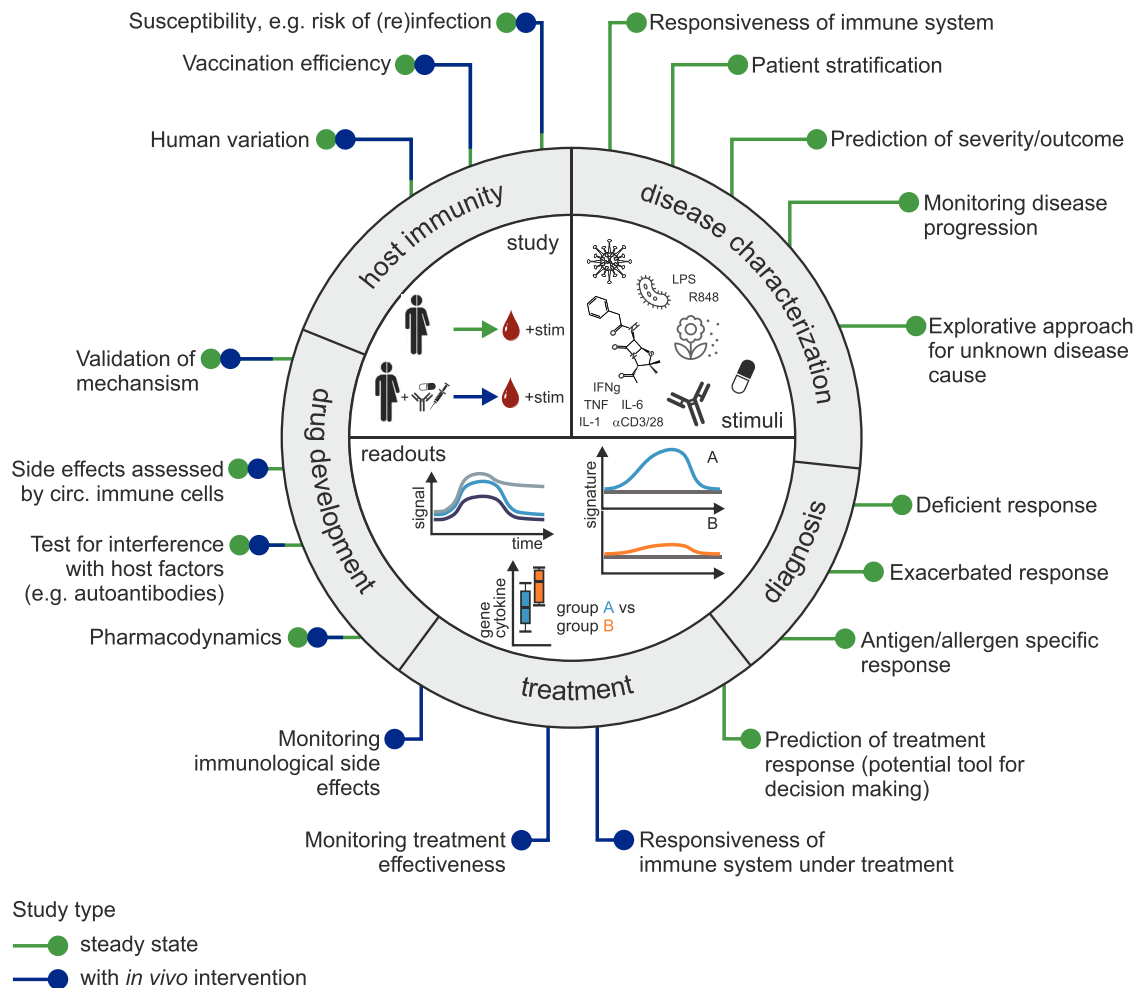 Susceptibility, e.g. risk of (re)infection
Vaccination efficiency
Human variation
Responsiveness of immune system
Patient stratification
Prediction of severity/outcome
Monitoring disease
progression
Explorative approach
for unknown disease
cause
host immunity
disease characterization
study
+stim
+
+stim
LPS
R848
IFNg
TNF IL-6
IL-1 αCD3/28
stimuli
Validation of
mechansism
Side effects assessed
by circ. immune cells
Test for interference
with host factors
(e.g. autoantibodies)
Pharmacodynamics
drug development
readouts
signal
time
signature
A
B
gene
cytokine
group A vs
group B
diagnosis
Deficient response
Exacerbated response
Antigen/allergen specific
response
treatment
Monitoring
immunological side
effects
Monitoring treatment
effectiveness
Prediction of treatment
response (potential tool for
decision making)
Responsiveness of
immune system under treatment
Study type
steady state
with in vivo intervention